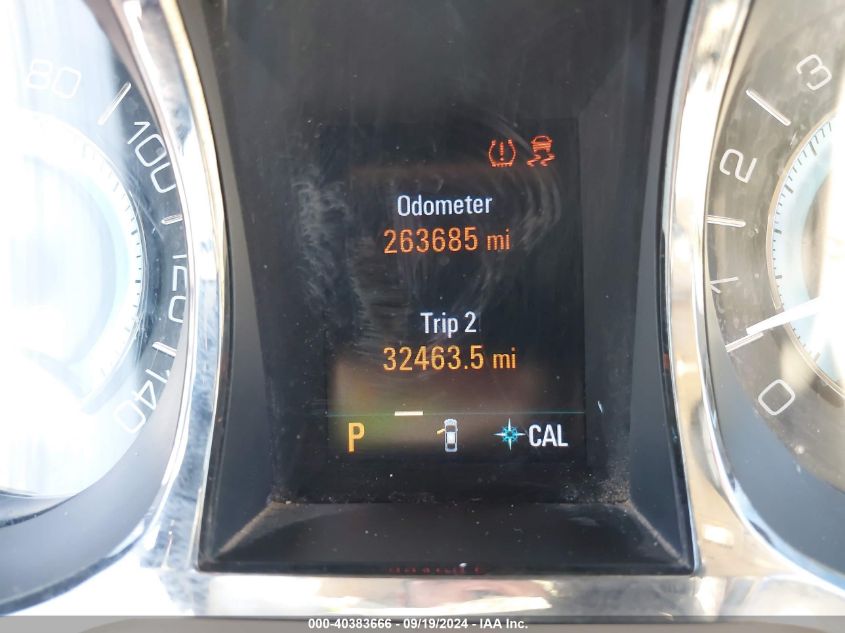 80
100
120
140
Odometer
263685 mi
Trip 2
32463.5 mi
P
CAL
3
2
1
0
000-40383666 - 09/19/2024 - IAA Inc.